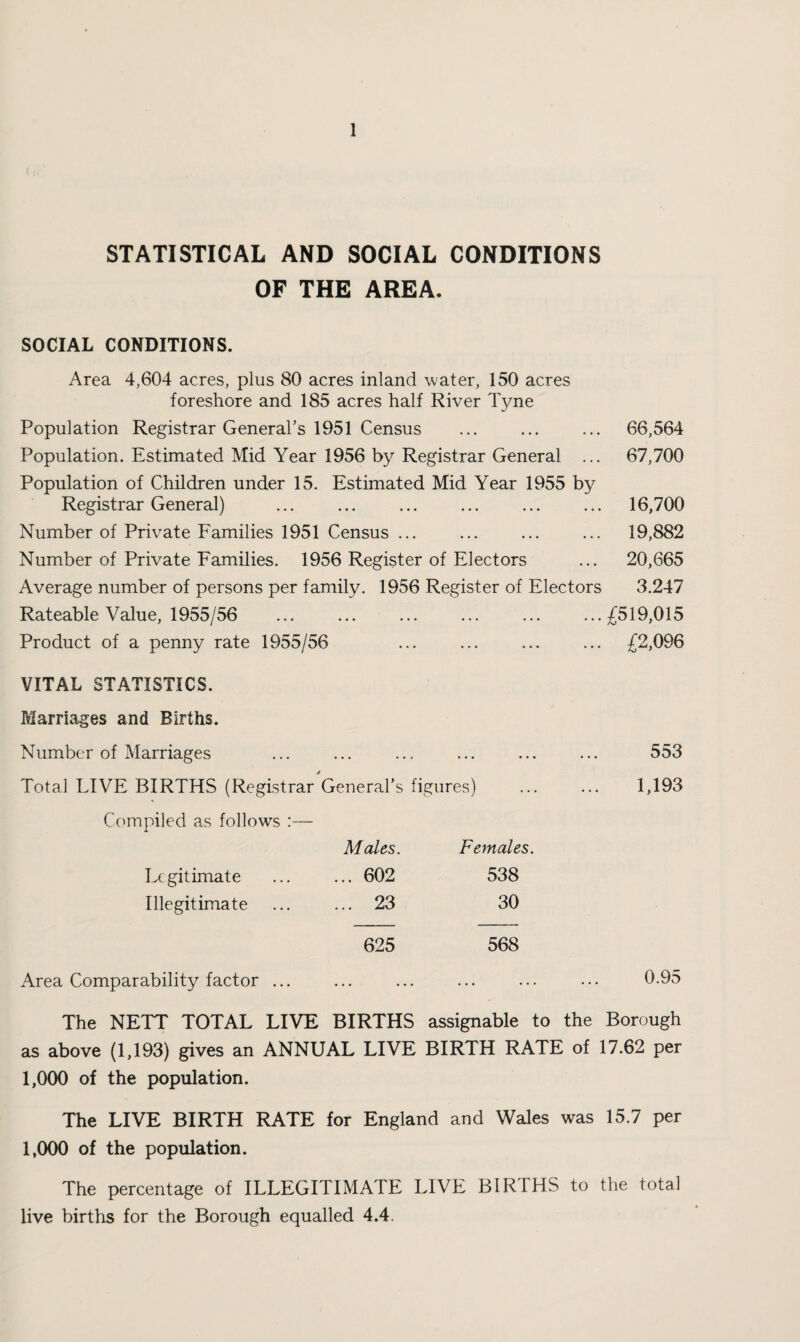 1
STATISTICAL AND SOCIAL CONDITIONS
OF THE AREA.
SOCIAL CONDITIONS.
Area 4,604 acres, plus 80 acres inland water, 150 acres
foreshore and 185 acres half River Tyne
Population Registrar General's 1951 Census ... ... ... 66,564
Population. Estimated Mid Year 1956 by Registrar General ... 67,700
Population of Children under 15. Estimated Mid Year 1955 by
Registrar General) ... ... ... ... ... ... 16,700
Number of Private Families 1951 Census ... ... ... ... 19,882
Number of Private Families. 1956 Register of Electors ... 20,665
Average number of persons per family. 1956 Register of Electors 3.247
Rateable Value, 1955/56 ... ... ... ... ... ... £519,015
Product of a penny rate 1955/56 ... ... ... ... £2,096
VITAL STATISTICS.
Marriages and Births.
Number of Marriages ... ... ... ... ... ... 553
Total LIVE BIRTHS (Registrar General's figures) ... ... 1,193
Compiled as follows :—
Males. Females.
Legitimate ... ... 602 538
Illegitimate ... ... 23 30
625 568
Area Comparability factor ... ... ... ... ... ... 0.95
The NETT TOTAL LIVE BIRTHS assignable to the Borough
as above (1,193) gives an ANNUAL LIVE BIRTH RATE of 17.62 per
1,000 of the population.
The LIVE BIRTH RATE for England and Wales was 15.7 per
1,000 of the population.
The percentage of ILLEGITIMATE LIVE BIRTHS to the total
live births for the Borough equalled 4.4.